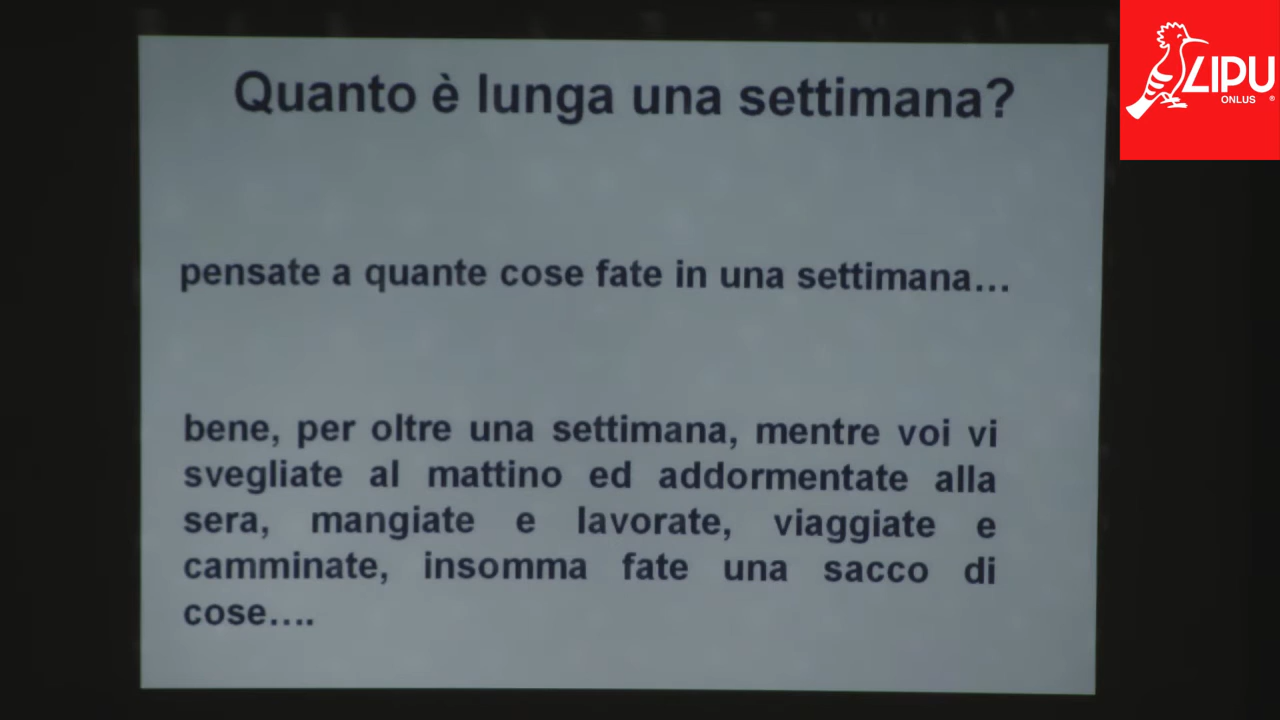 Quanto è lunga una settimana?
pensate a quante cose fate in una settimana…
bene, per oltre una settimana, mentre voi vi
svegliate al mattino ed addormentate alla
sera, mangiate e lavorate, viaggiate e
camminate, insomma fate una sacco di
cose….
LIPU
ONLUS ®